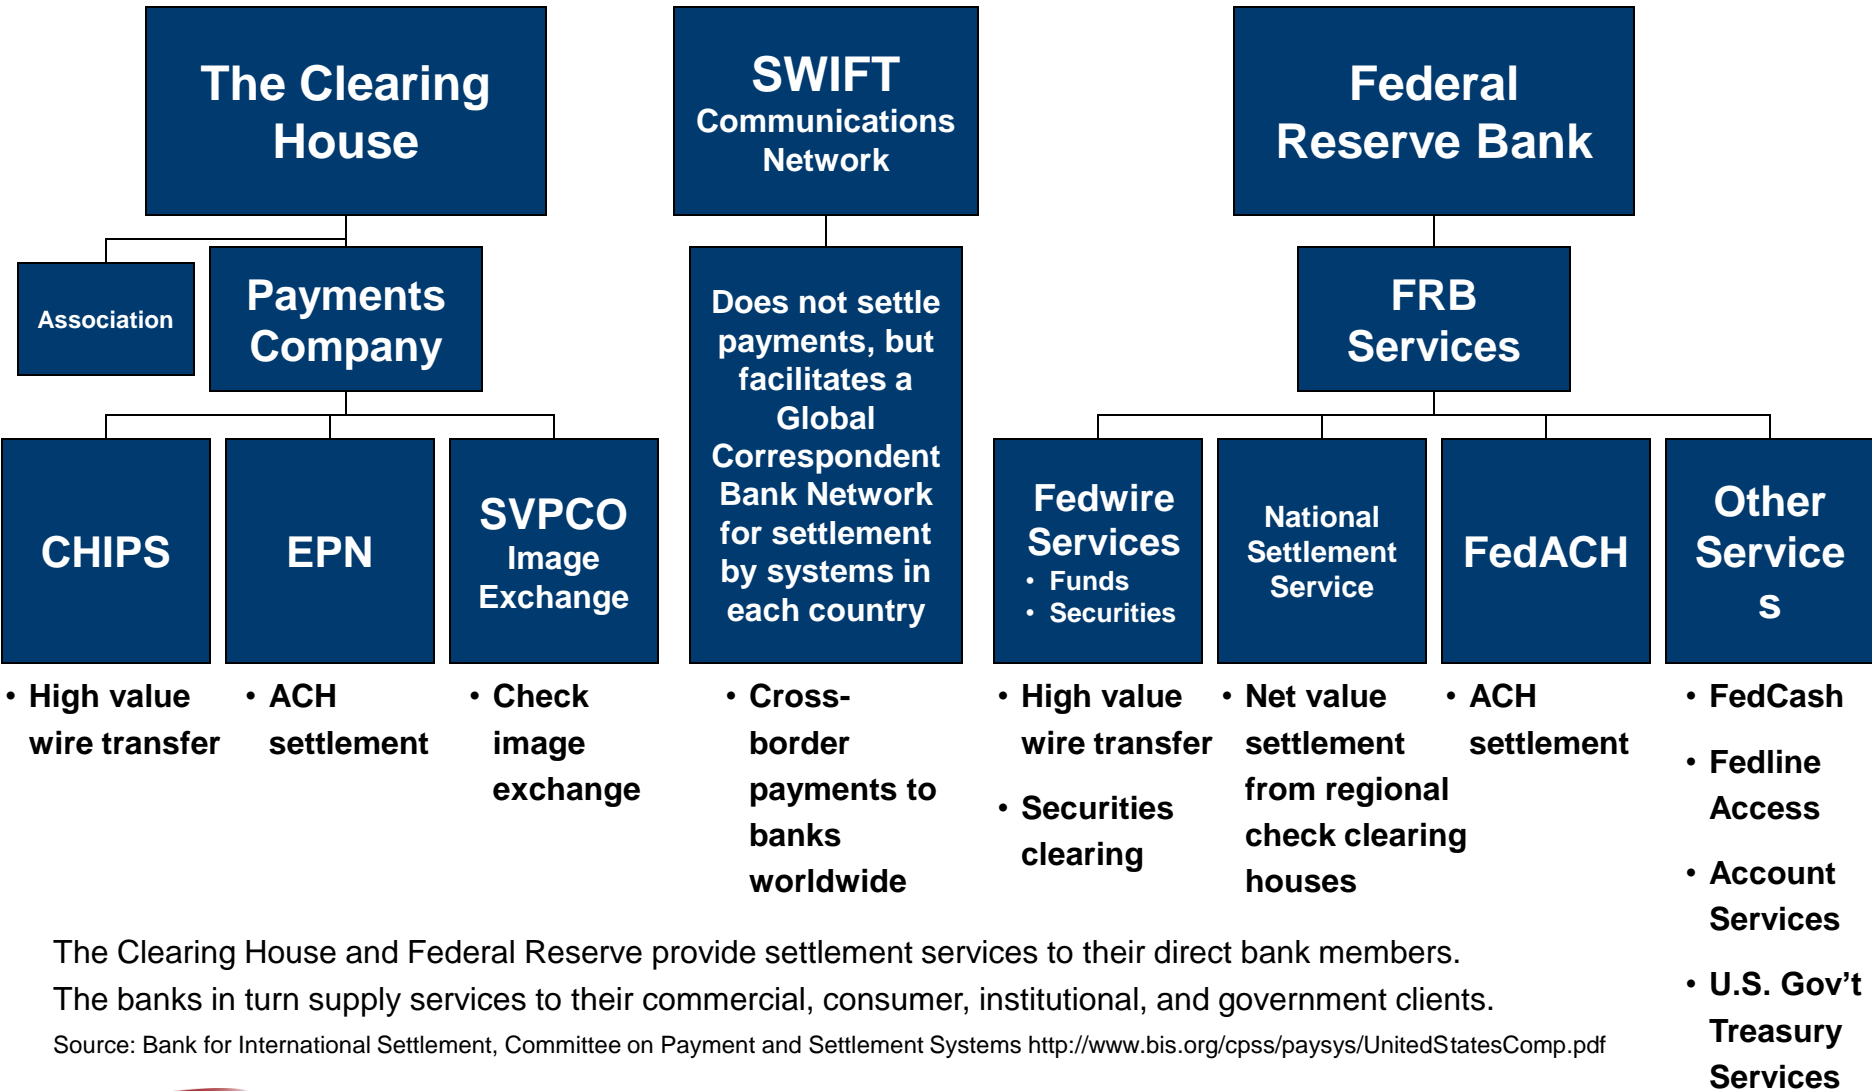 The Clearing
House
SWIFT
Communications
Network
Federal
Reserve Bank
Association
Payments
Company
Does not settle
payments, but
facilitates a
Global
Correspondent
Bank Network
for settlement
by systems in
each country
FRB
Services
CHIPS
EPN
SVPCO
Image
Exchange
Fedwire
Services
• Funds
• Securities
National
Settlement
Service
FedACH
Other
Service
s
• High value
wire transfer
• ACH
settlement
• Check
image
exchange
• Cross-
border
payments to
banks
worldwide
• High value
wire transfer
• Securities
clearing
• Net value
settlement
from regional
check clearing
houses
• ACH
settlement
• FedCash
• Fedline
Access
• Account
Services
• U.S. Gov’t
Treasury
Services
The Clearing House and Federal Reserve provide settlement services to their direct bank members.
The banks in turn supply services to their commercial, consumer, institutional, and government clients.
Source: Bank for International Settlement, Committee on Payment and Settlement Systems http://www.bis.org/cpss/paysys/UnitedStatesComp.pdf